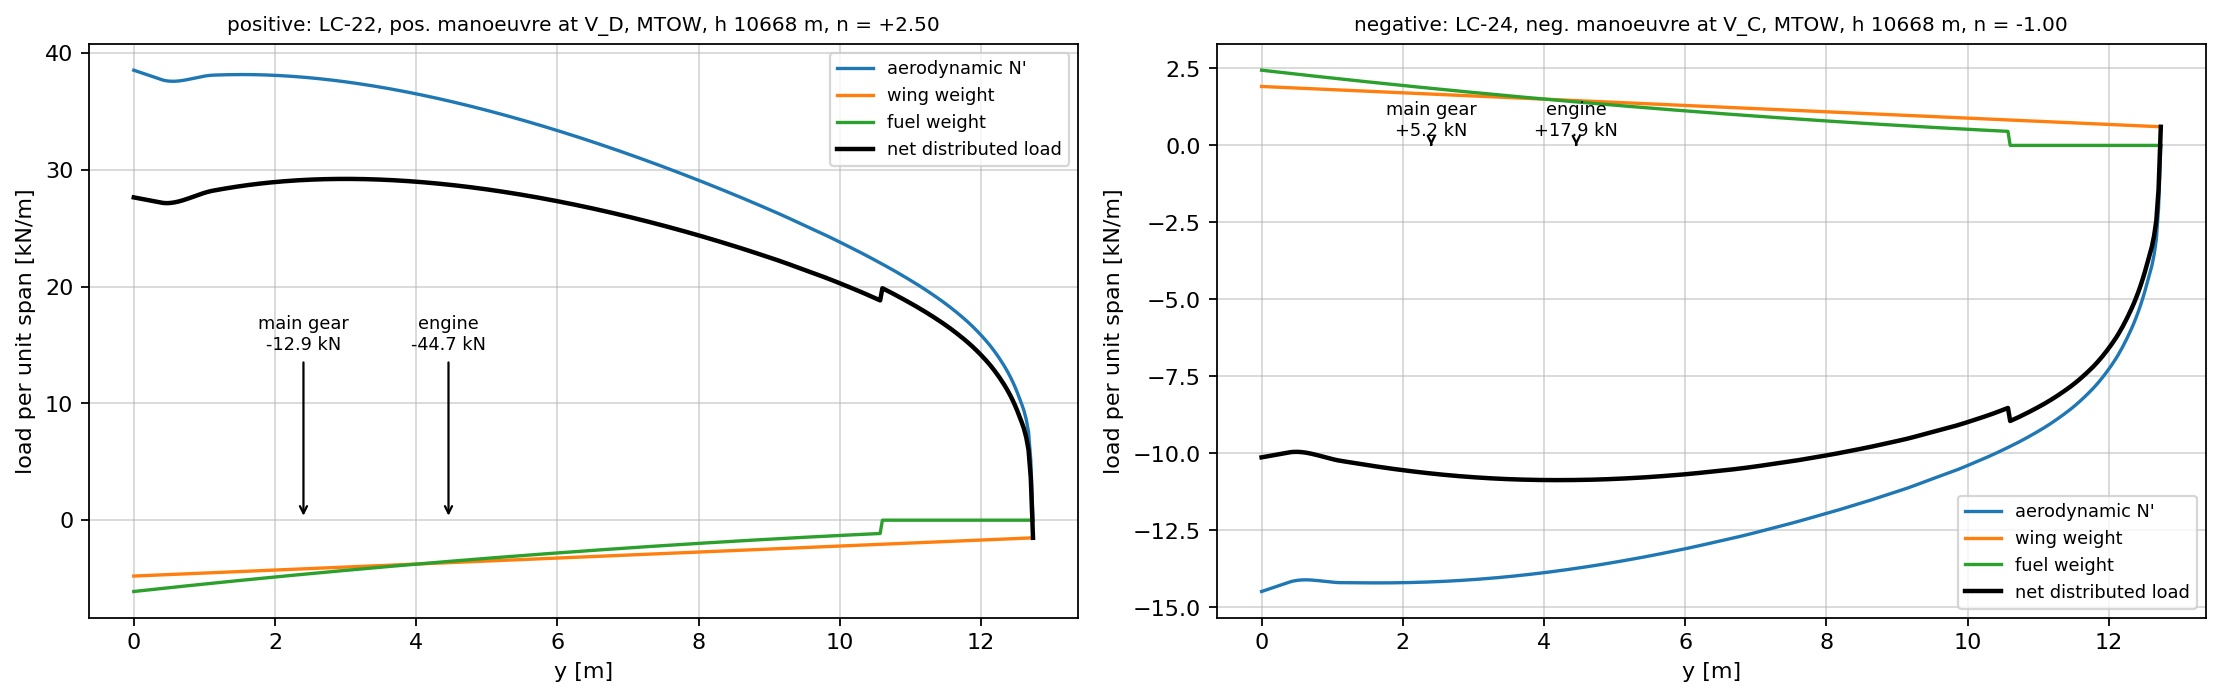 positive: LC-22, pos. manoeuvre at V_D, MTOW, h 10668 m, n = +2.50
40
30
20
10
0
load per unit span [kN/m]
aerodynamic N'
wing weight
fuel weight
net distributed load
main gear
-12.9 kN
engine
-44.7 kN
0
2
4
6
8
10
12
y [m]
negative: LC-24, neg. manoeuvre at V_C, MTOW, h 10668 m, n = -1.00
2.5
0.0
−2.5
−5.0
−7.5
−10.0
−12.5
−15.0
load per unit span [kN/m]
main gear
+5.2 kN
engine
+17.9 kN
aerodynamic N'
wing weight
fuel weight
net distributed load
0
2
4
6
8
10
12
y [m]